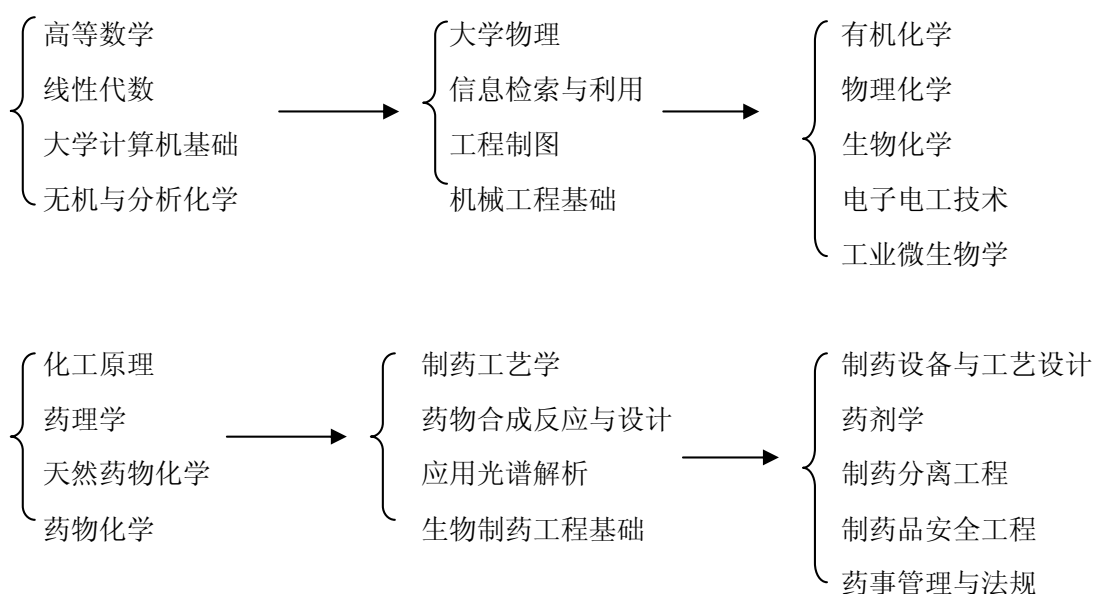 高等数学
线性代数
大学计算机基础
无机与分析化学
大学物理
信息检索与利用
工程制图
机械工程基础
有机化学
物理化学
生物化学
电子电工技术
工业微生物学
化工原理
药理学
天然药物化学
药物化学
制药工艺学
药物合成反应与设计
应用光谱解析
生物制药工程基础
制药设备与工艺设计
药剂学
制药分离工程
制药品安全工程
药事管理与法规